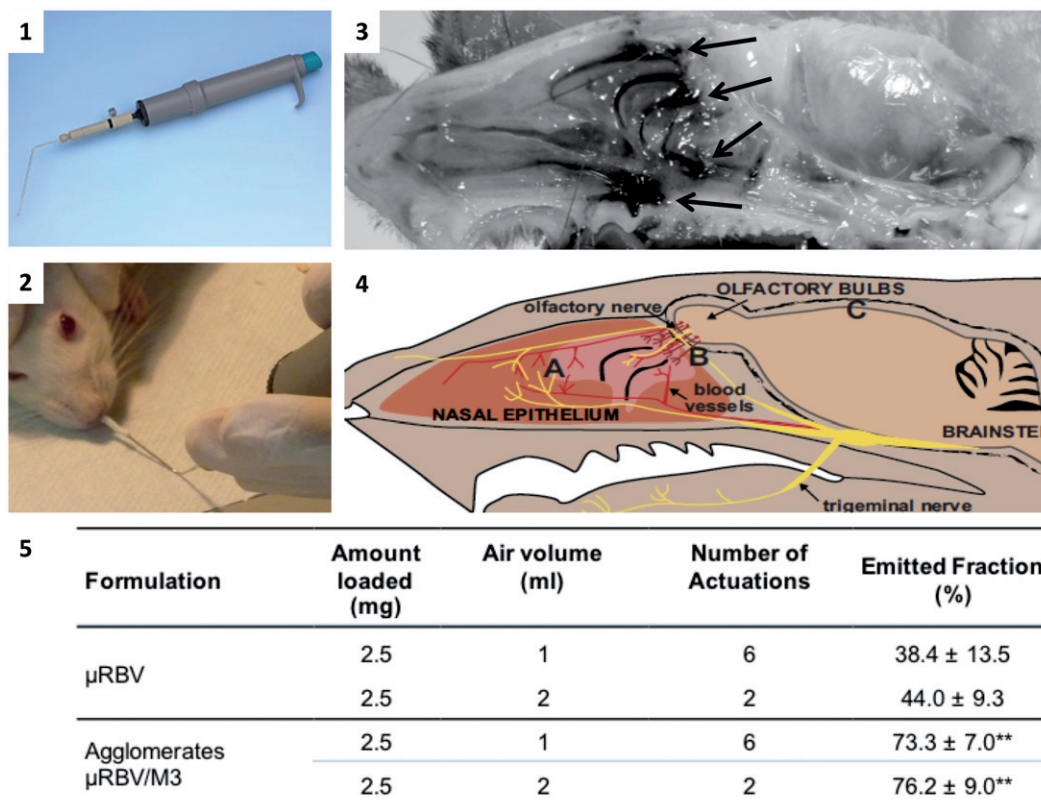 1
3
2
4
OLFACTORY BULBS
olfactory nerve
C
A
B
blood
vessels
NASAL EPITHELIUM
trigeminal nerve
5
Formulation Amount loaded (mg) Air volume (ml) Number of Actuations Emitted Fraction (%)
µRBV 2.5 1 6 38.4 ± 13.5
2.5 2 2 44.0 ± 9.3
Agglomerates µRBV/M3 2.5 1 6 73.3 ± 7.0**
2.5 2 2 76.2 ± 9.0**